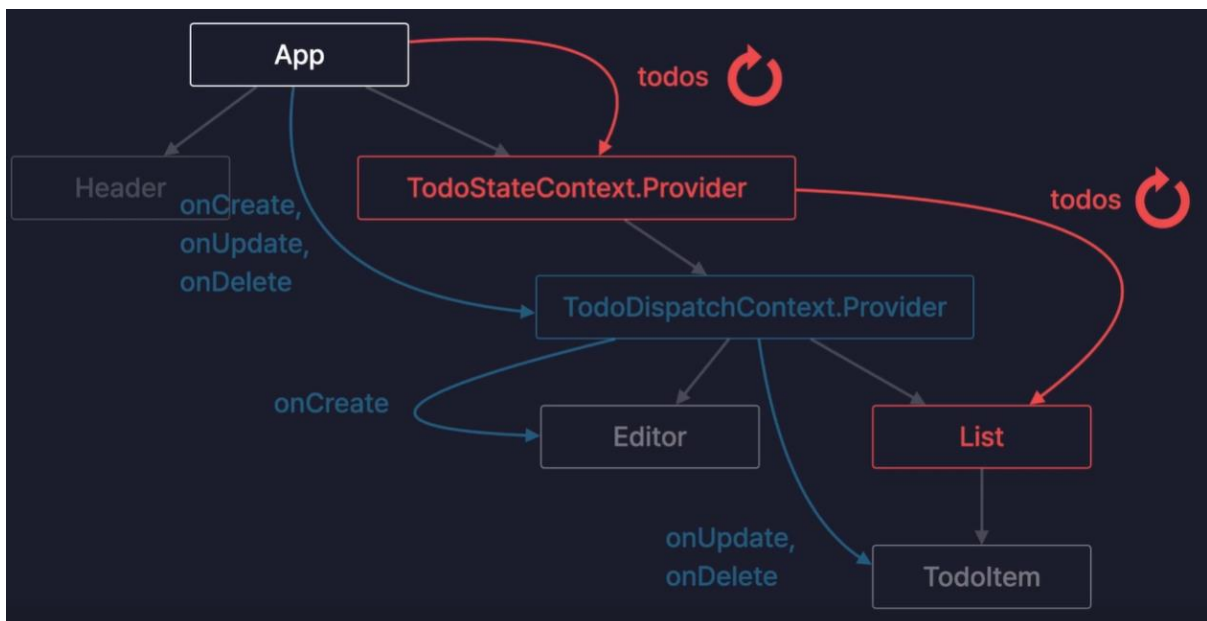 App
todos
Header
TodoStateContext.Provider
todos
onCreate,
onUpdate,
onDelete
TodoDispatchContext.Provider
onCreate
Editor
List
onUpdate,
onDelete
TodoItem